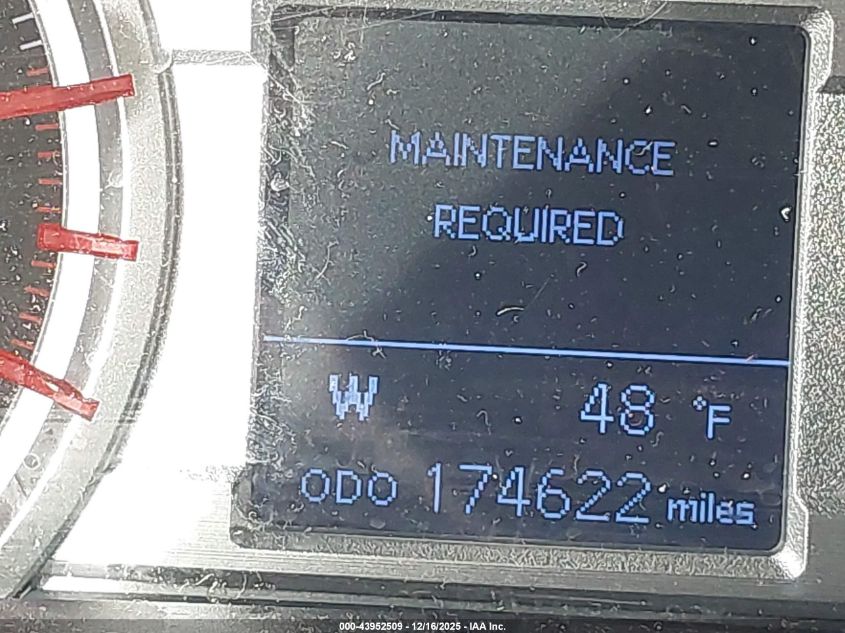 MAINTENANCE
REQUIRED
W 48 °F
ODO 174622 miles
000-43952509 - 12/16/2025 - IAA Inc.